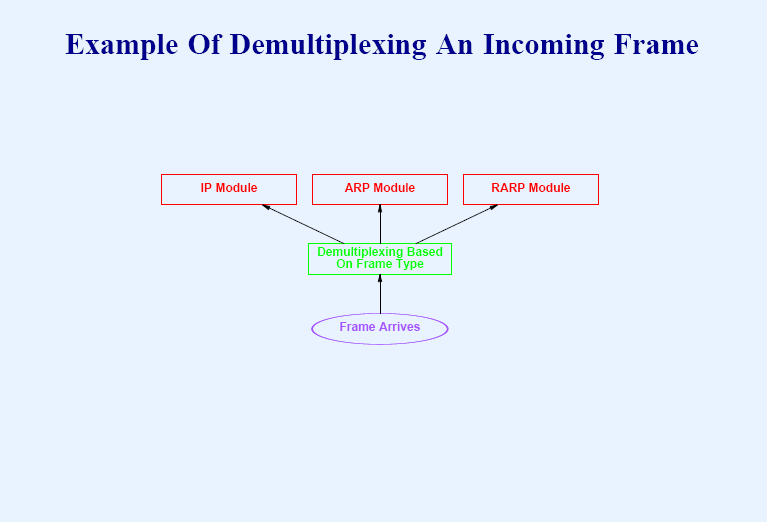 Example Of Demultiplexing An Incoming Frame
IP Module
ARP Module
RARP Module
Demultiplexing Based
On Frame Type
Frame Arrives